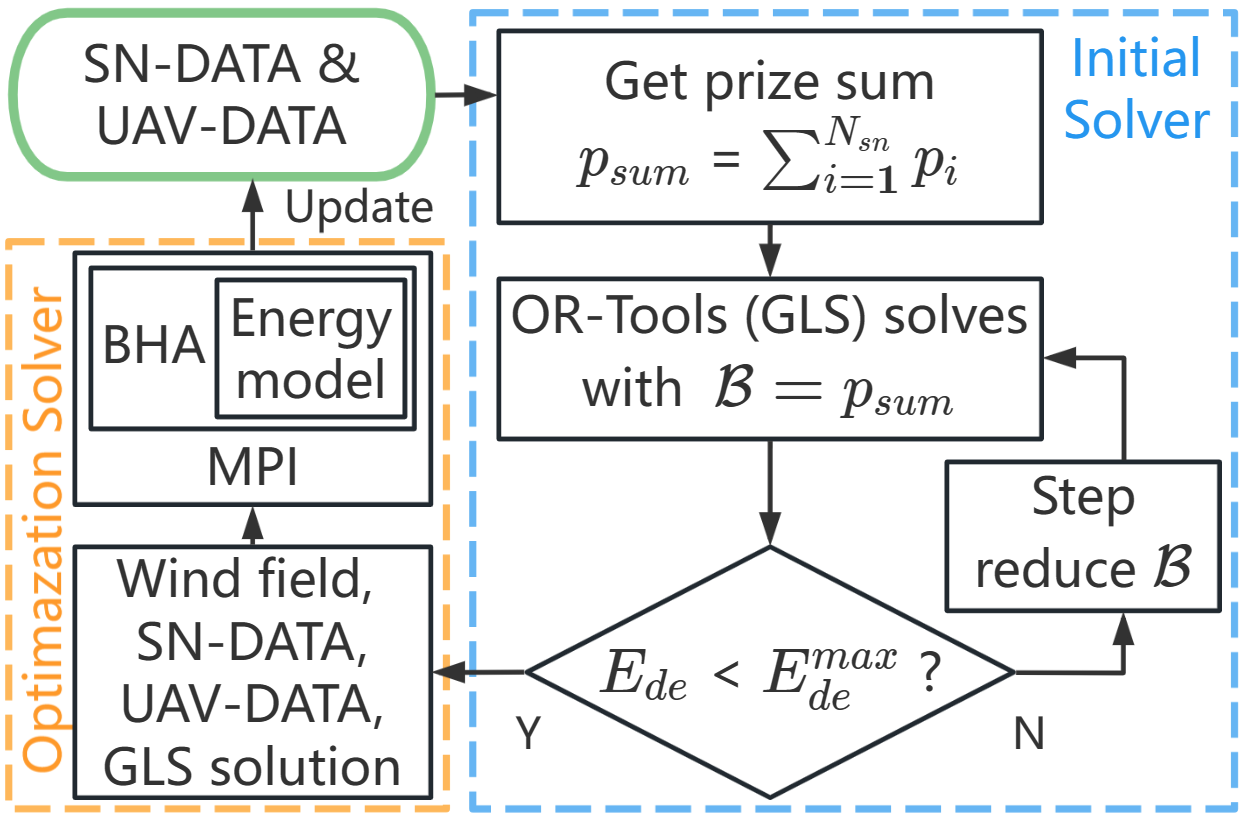 SN-DATA &
UAV-DATA
Update
Get prize sum
$p_{sum} = \sum_{i=1}^{N_{sn}} p_i$
Initial
Solver
OR-Tools (GLS) solves
with $\mathcal{B} = p_{sum}$
Step
reduce $\mathcal{B}$
$E_{de} < E_{de}^{max}$ ?
Y
N
Optimazation Solver
BHA
Energy
model
MPI
Wind field,
SN-DATA,
UAV-DATA,
GLS solution